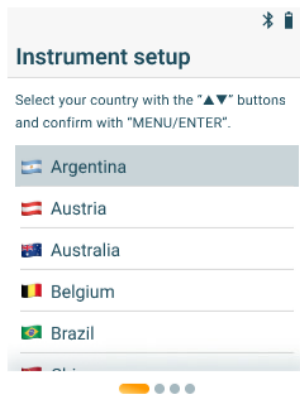 Instrument setup
Select your country with the “▲▼” buttons
and confirm with “MENU/ENTER”.
Argentina
Austria
Australia
Belgium
Brazil